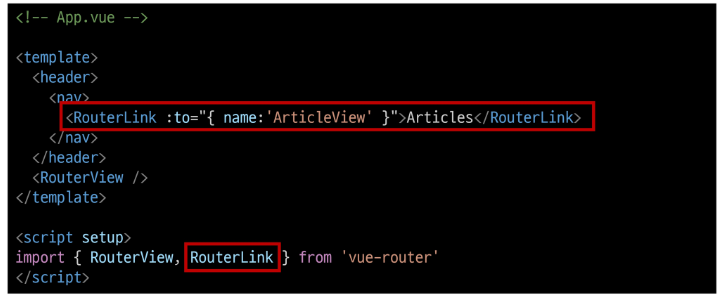 <!-- App.vue -->
<template>
<header>
<nav>
<RouterLink :to="{ name:'ArticleView' }">Articles</RouterLink>
</nav>
</header>
<RouterView />
</template>
<script setup>
import { RouterView, RouterLink } from 'vue-router'
</script>